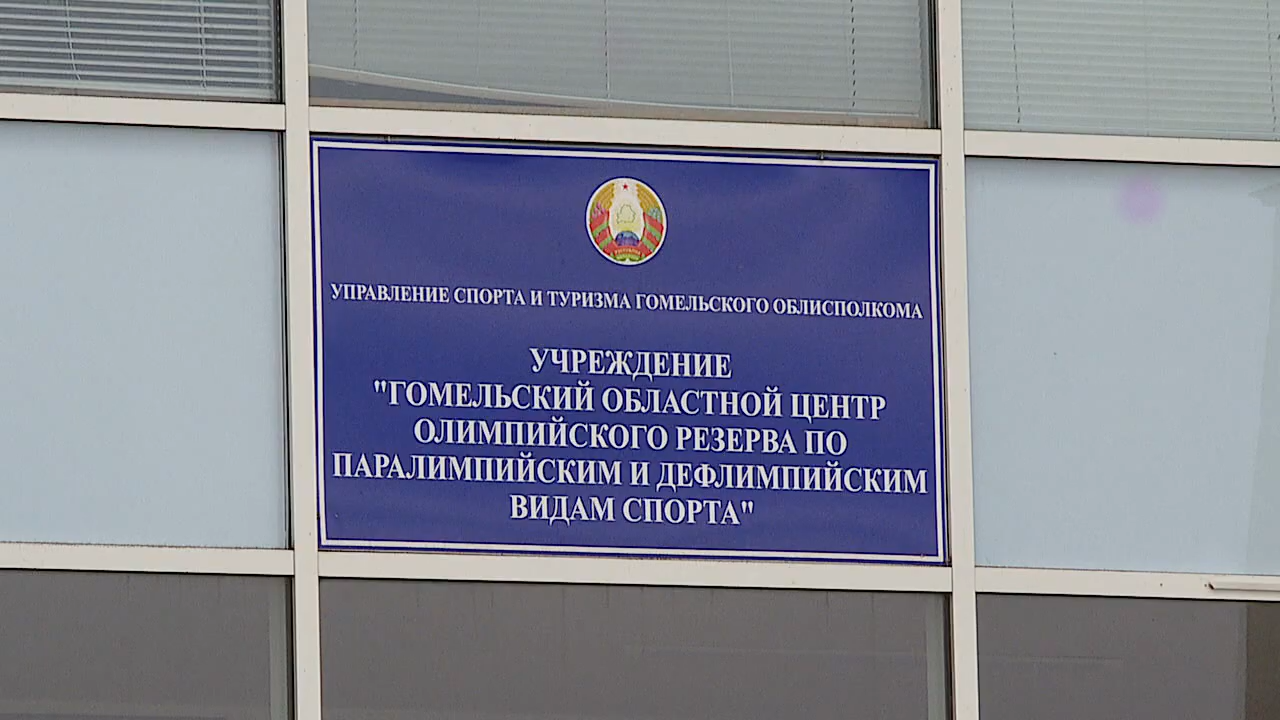 УПРАВЛЕНИЕ СПОРТА И ТУРИЗМА ГОМЕЛЬСКОГО ОБЛИСПОЛКОМА
УЧРЕЖДЕНИЕ
"ГОМЕЛЬСКИЙ ОБЛАСТНОЙ ЦЕНТР
ОЛИМПИЙСКОГО РЕЗЕРВА ПО
ПАРАЛИМПИЙСКИМ И ДЕФЛИМПИЙСКИМ
ВИДАМ СПОРТА"